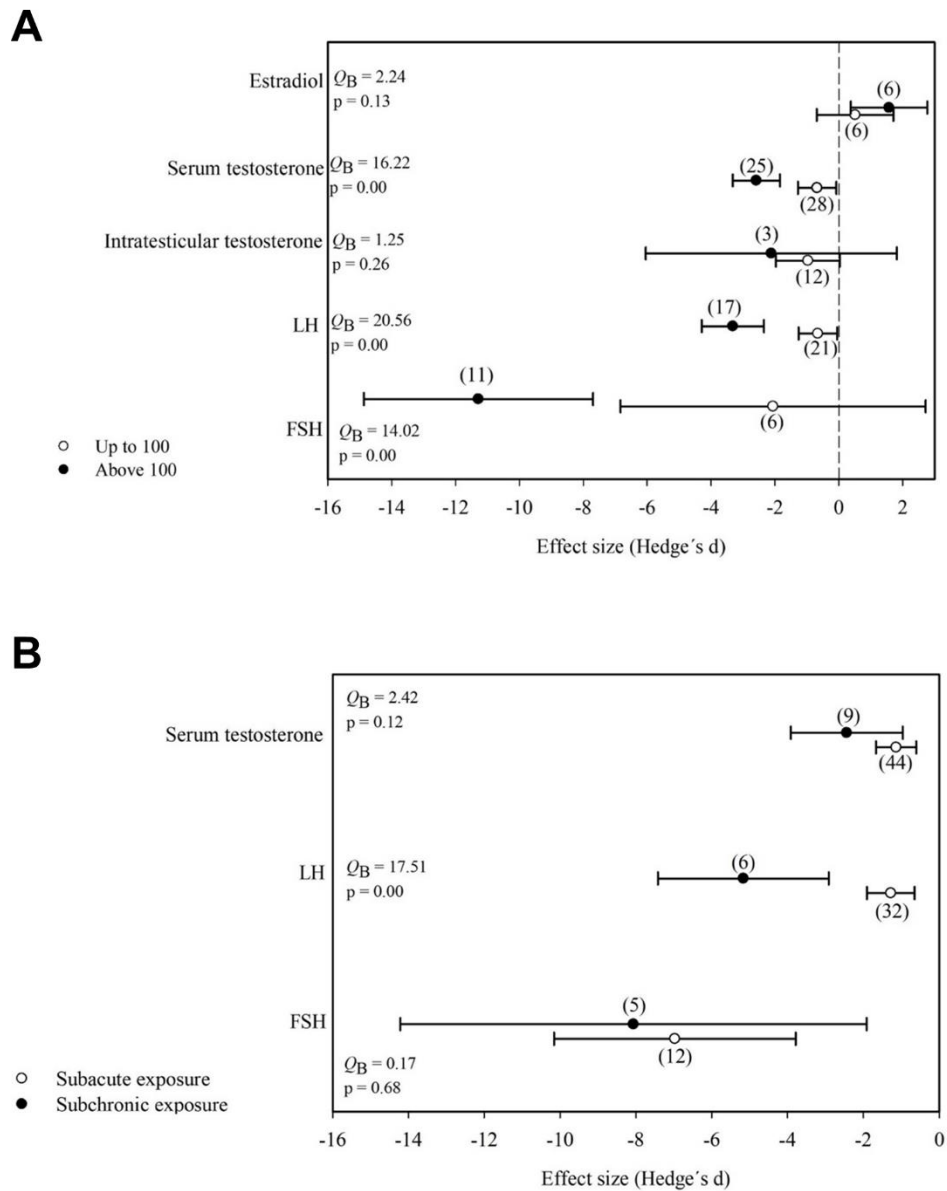 A
Estradiol
QB = 2.24
p = 0.13
(6)
(6)
Serum testosterone
QB = 16.22
p = 0.00
(25)
(28)
Intratesticular testosterone
QB = 1.25
p = 0.26
(3)
(12)
LH
QB = 20.56
p = 0.00
(17)
(21)
(11)
FSH
QB = 14.02
p = 0.00
(6)
Up to 100
Above 100
-16 -14 -12 -10 -8 -6 -4 -2 0 2
Effect size (Hedge´s d)
B
Serum testosterone
QB = 2.42
p = 0.12
(9)
(44)
LH
QB = 17.51
p = 0.00
(6)
(32)
FSH
(5)
(12)
QB = 0.17
p = 0.68
Subacute exposure
Subchronic exposure
-16 -14 -12 -10 -8 -6 -4 -2 0
Effect size (Hedge´s d)